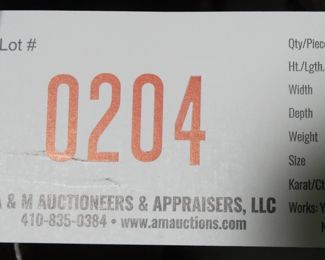 Lot #
0204
& M AUCTIONEERS & APPRAISERS, LLC
410-835-0384 • www.amauctions.com
Qty/Piec
Ht./Lgth.
Width
Depth
Weight
Size
Karat/Ct
Works: Y